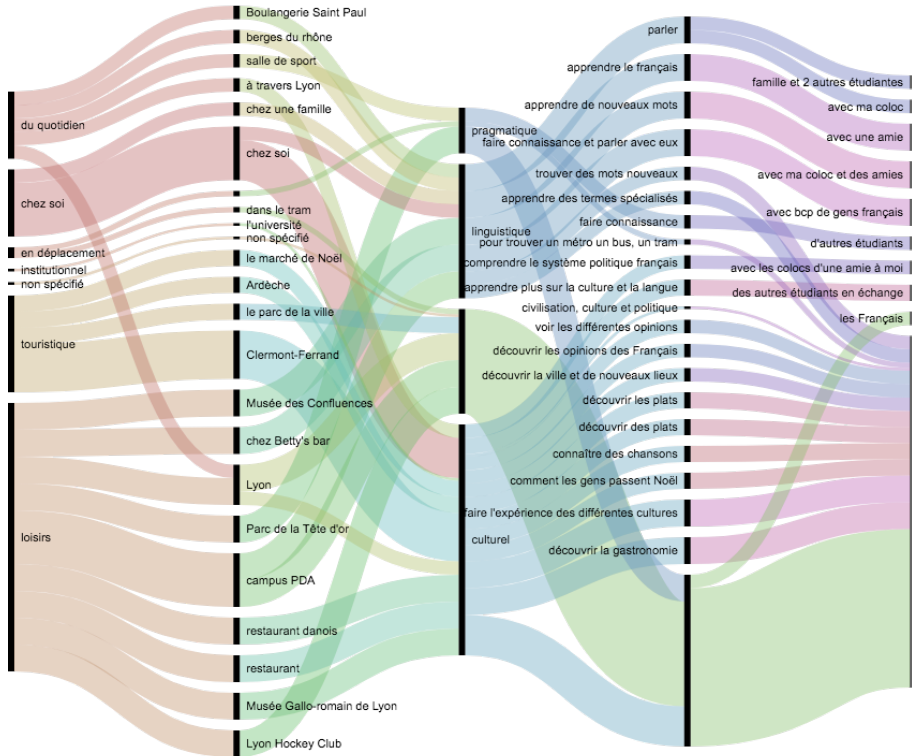 du quotidien
chez soi
en déplacement
institutionnel
non spécifié
touristique
loisirs
Boulangerie Saint Paul
berges du rhône
salle de sport
à travers Lyon
chez une famille
chez soi
dans le tram
l'université
non spécifié
le marché de Noël
Ardèche
le parc de la ville
Clermont-Ferrand
Musée des Confluences
chez Betty's bar
Lyon
Parc de la Tête d'or
campus PDA
restaurant danois
restaurant
Musée Gallo-romain de Lyon
Lyon Hockey Club
pragmatique
linguistique
culturel
parler
apprendre le français
apprendre de nouveaux mots
faire connaissance et parler avec eux
trouver des mots nouveaux
apprendre des termes spécialisés
faire connaissance
pour trouver un métro un bus, un tram
comprendre le système politique français
apprendre plus sur la culture et la langue
civilisation, culture et politique
voir les différentes opinions
découvrir les opinions des Français
découvrir la ville et de nouveaux lieux
découvrir les plats
découvrir des plats
connaître des chansons
comment les gens passent Noël
faire l'expérience des différentes cultures
découvrir la gastronomie
famille et 2 autres étudiantes
avec ma coloc
avec une amie
avec ma coloc et des amies
avec bcp de gens français
d'autres étudiants
avec les colocs d'une amie à moi
des autres étudiants en échange
les Français